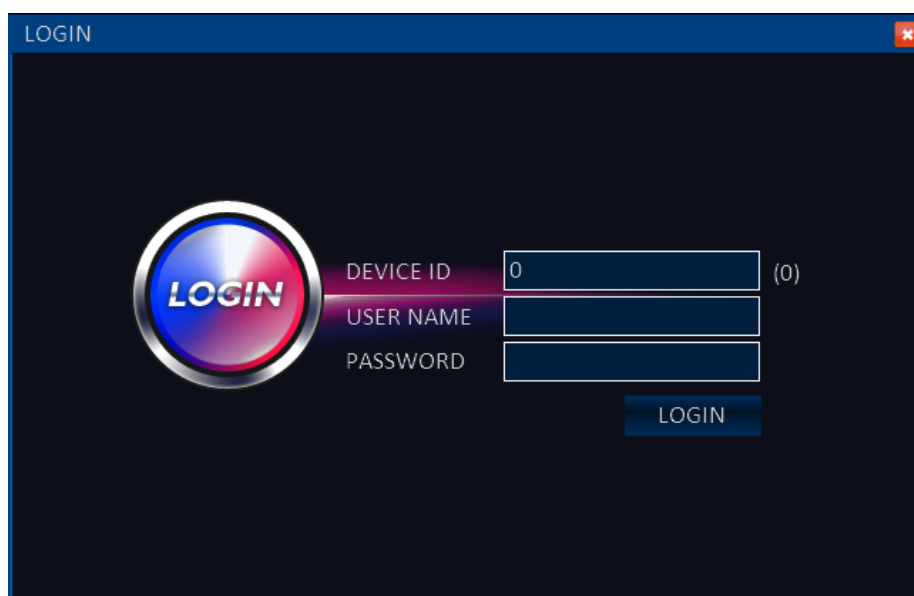 LOGIN
LOGIN
DEVICE ID 0 (0)
USER NAME
PASSWORD
LOGIN